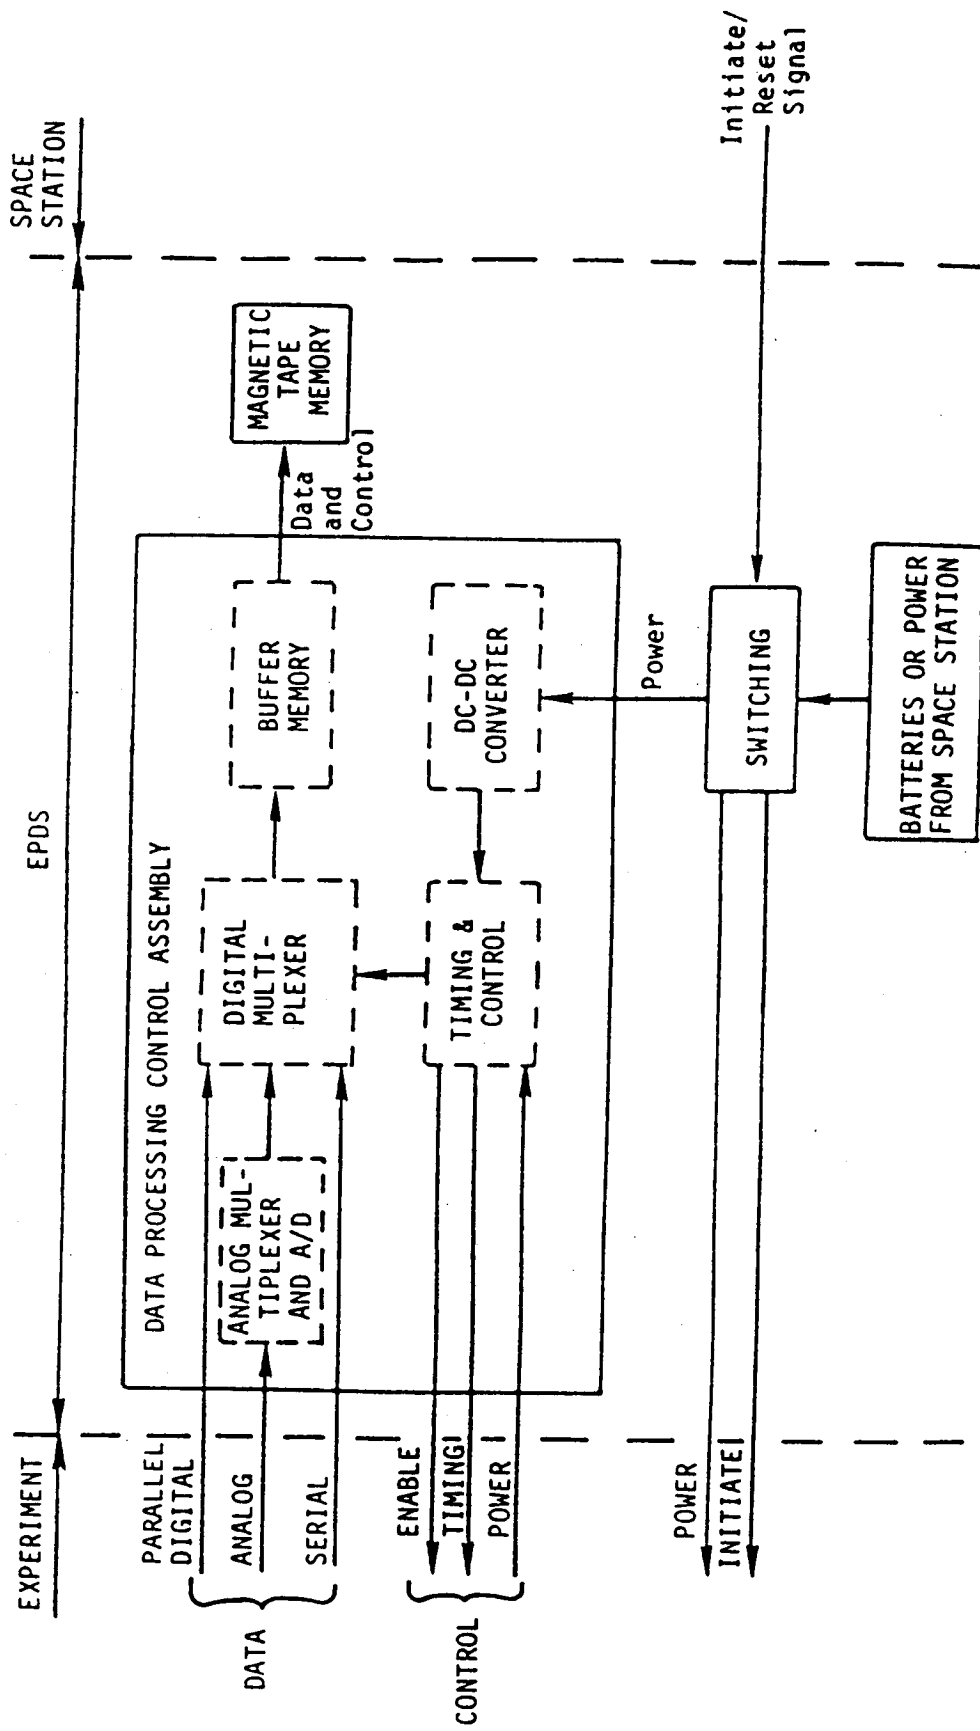 EXPERIMENT
EPDS
SPACE
STATION
DATA PROCESSING CONTROL ASSEMBLY
PARALLEL
DIGITAL
ANALOG
SERIAL
DATA
ANALOG MUL-
TIPLEXER
AND A/D
DIGITAL
MULTI-
PLEXER
BUFFER
MEMORY
Data
and
Control
MAGNETIC
TAPE
MEMORY
ENABLE
TIMING
POWER
CONTROL
TIMING &
CONTROL
DC-DC
CONVERTER
Power
POWER
INITIATE
SWITCHING
Initiate/
Reset
Signal
BATTERIES OR POWER
FROM SPACE STATION